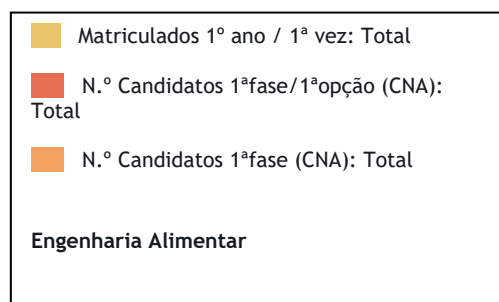 Matriculados 1º ano / 1ª vez: Total
N.º Candidatos 1ªfase/1ªopção (CNA):
Total
N.º Candidatos 1ªfase (CNA): Total
Engenharia Alimentar